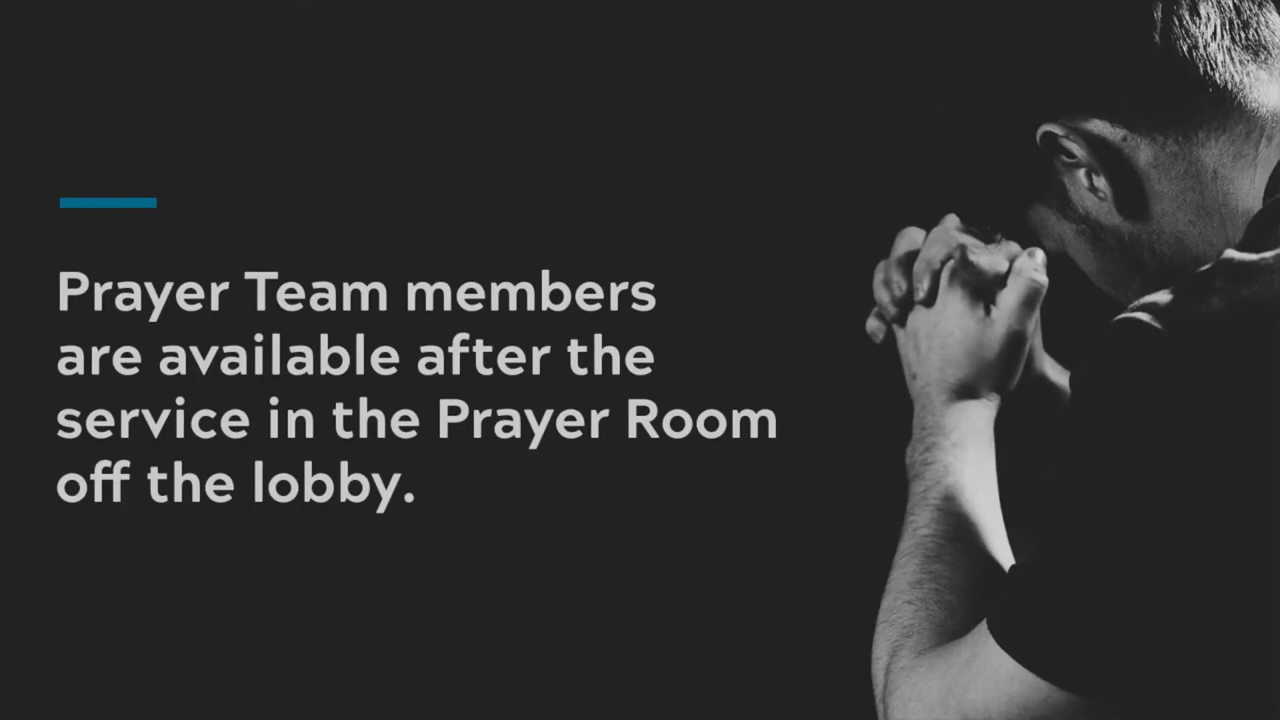 Prayer Team members
are available after the
service in the Prayer Room
off the lobby.